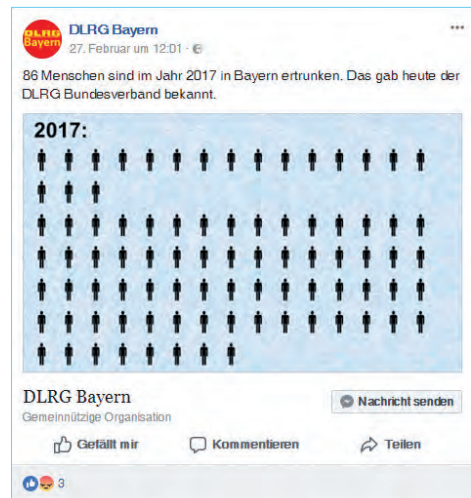 DLRG
Bayern
DLRG Bayern
27. Februar um 12:01 ·
86 Menschen sind im Jahr 2017 in Bayern ertrunken. Das gab heute der
DLRG Bundesverband bekannt.
2017:
DLRG Bayern
Gemeinnützige Organisation
Nachricht senden
Gefällt mir
Kommentieren
Teilen
3